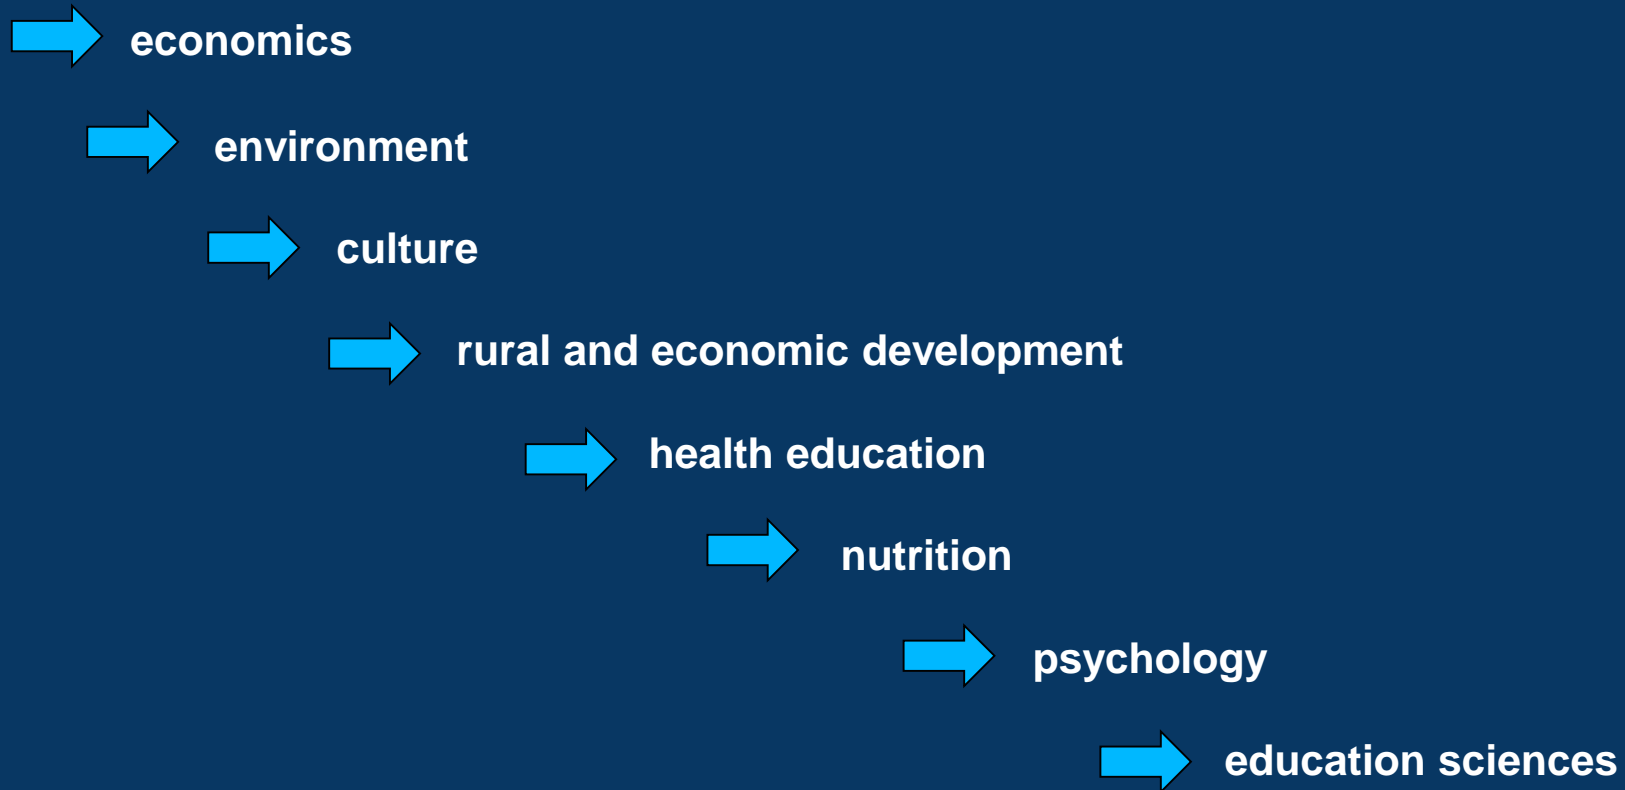 economics
environment
culture
rural and economic development
health education
nutrition
psychology
education sciences